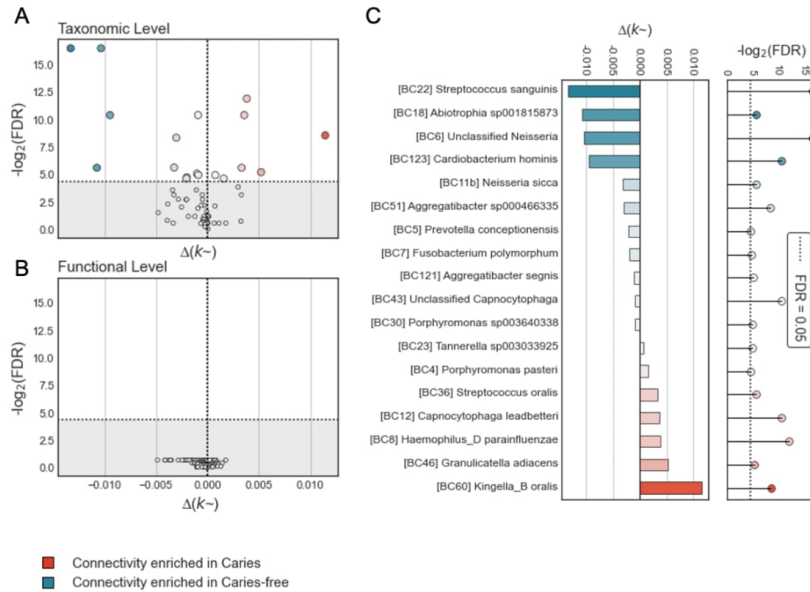 A
Taxonomic Level
-log2(FDR)
15.0
12.5
10.0
7.5
5.0
2.5
0.0
Δ(k~)
B
Functional Level
-log2(FDR)
15.0
12.5
10.0
7.5
5.0
2.5
0.0
−0.010 −0.005 0.000 0.005 0.010
Δ(k~)
Connectivity enriched in Caries
Connectivity enriched in Caries-free
C
Δ(k~)
-0.010 -0.005 0.000 0.005 0.010
-log2(FDR)
0 5 10 15
[BC22] Streptococcus sanguinis
[BC18] Abiotrophia sp001815873
[BC6] Unclassified Neisseria
[BC123] Cardiobacterium hominis
[BC11b] Neisseria sicca
[BC51] Aggregatibacter sp000466335
[BC5] Prevotella conceptionensis
[BC7] Fusobacterium polymorphum
[BC121] Aggregatibacter segnis
[BC43] Unclassified Capnocytophaga
[BC30] Porphyromonas sp003640338
[BC23] Tannerella sp003033925
[BC4] Porphyromonas pasteri
[BC36] Streptococcus oralis
[BC12] Capnocytophaga leadbetteri
[BC8] Haemophilus_D parainfluenzae
[BC46] Granulicatella adiacens
[BC60] Kingella_B oralis
FDR = 0.05